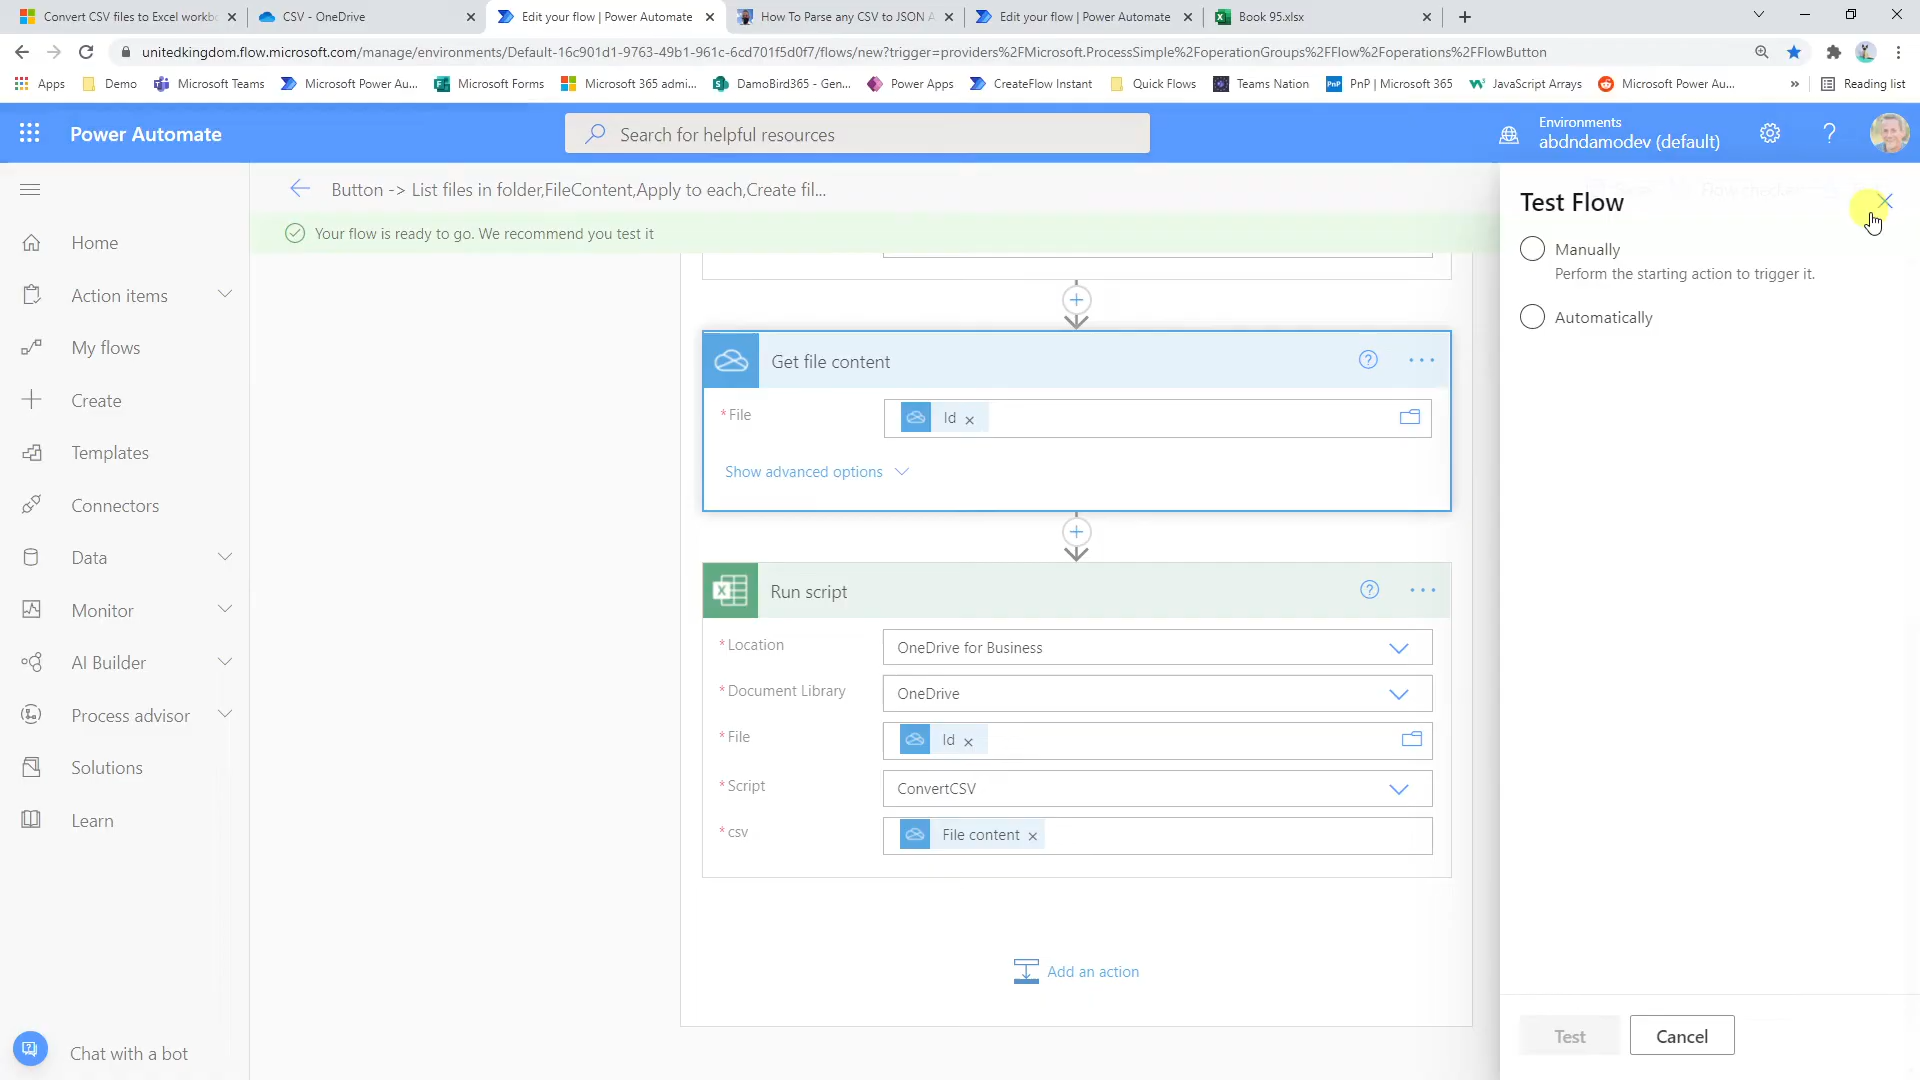 Convert CSV files to Excel workbo
CSV - OneDrive
Edit your flow | Power Automate
How To Parse any CSV to JSON A
Edit your flow | Power Automate
Book 95.xlsx
unitedkingdom.flow.microsoft.com/manage/environments/Default-16c901d1-9763-49b1-961c-6cd701f5d0f7/flows/new?trigger=providers%2FMicrosoft.ProcessSimple%2FoperationGroups%2FFlow%2Foperations%2FFlowButton
Apps
Demo
Microsoft Teams
Microsoft Power Au...
Microsoft Forms
Microsoft 365 admi...
DamoBird365 - Gen...
Power Apps
CreateFlow Instant
Quick Flows
Teams Nation
PnP | Microsoft 365
JavaScript Arrays
Microsoft Power Au...
Reading list
Power Automate
Search for helpful resources
Environments
abdndamodev (default)
Button -> List files in folder,FileContent,Apply to each,Create fil...
Your flow is ready to go. We recommend you test it
Home
Action items
My flows
Create
Templates
Connectors
Data
Monitor
AI Builder
Process advisor
Solutions
Learn
Chat with a bot
Get file content
* File
Id
Show advanced options
Run script
* Location
OneDrive for Business
* Document Library
OneDrive
* File
Id
* Script
ConvertCSV
* csv
File content
Add an action
Test Flow
Flow checker
Manually
Perform the starting action to trigger it.
Automatically
Test
Cancel